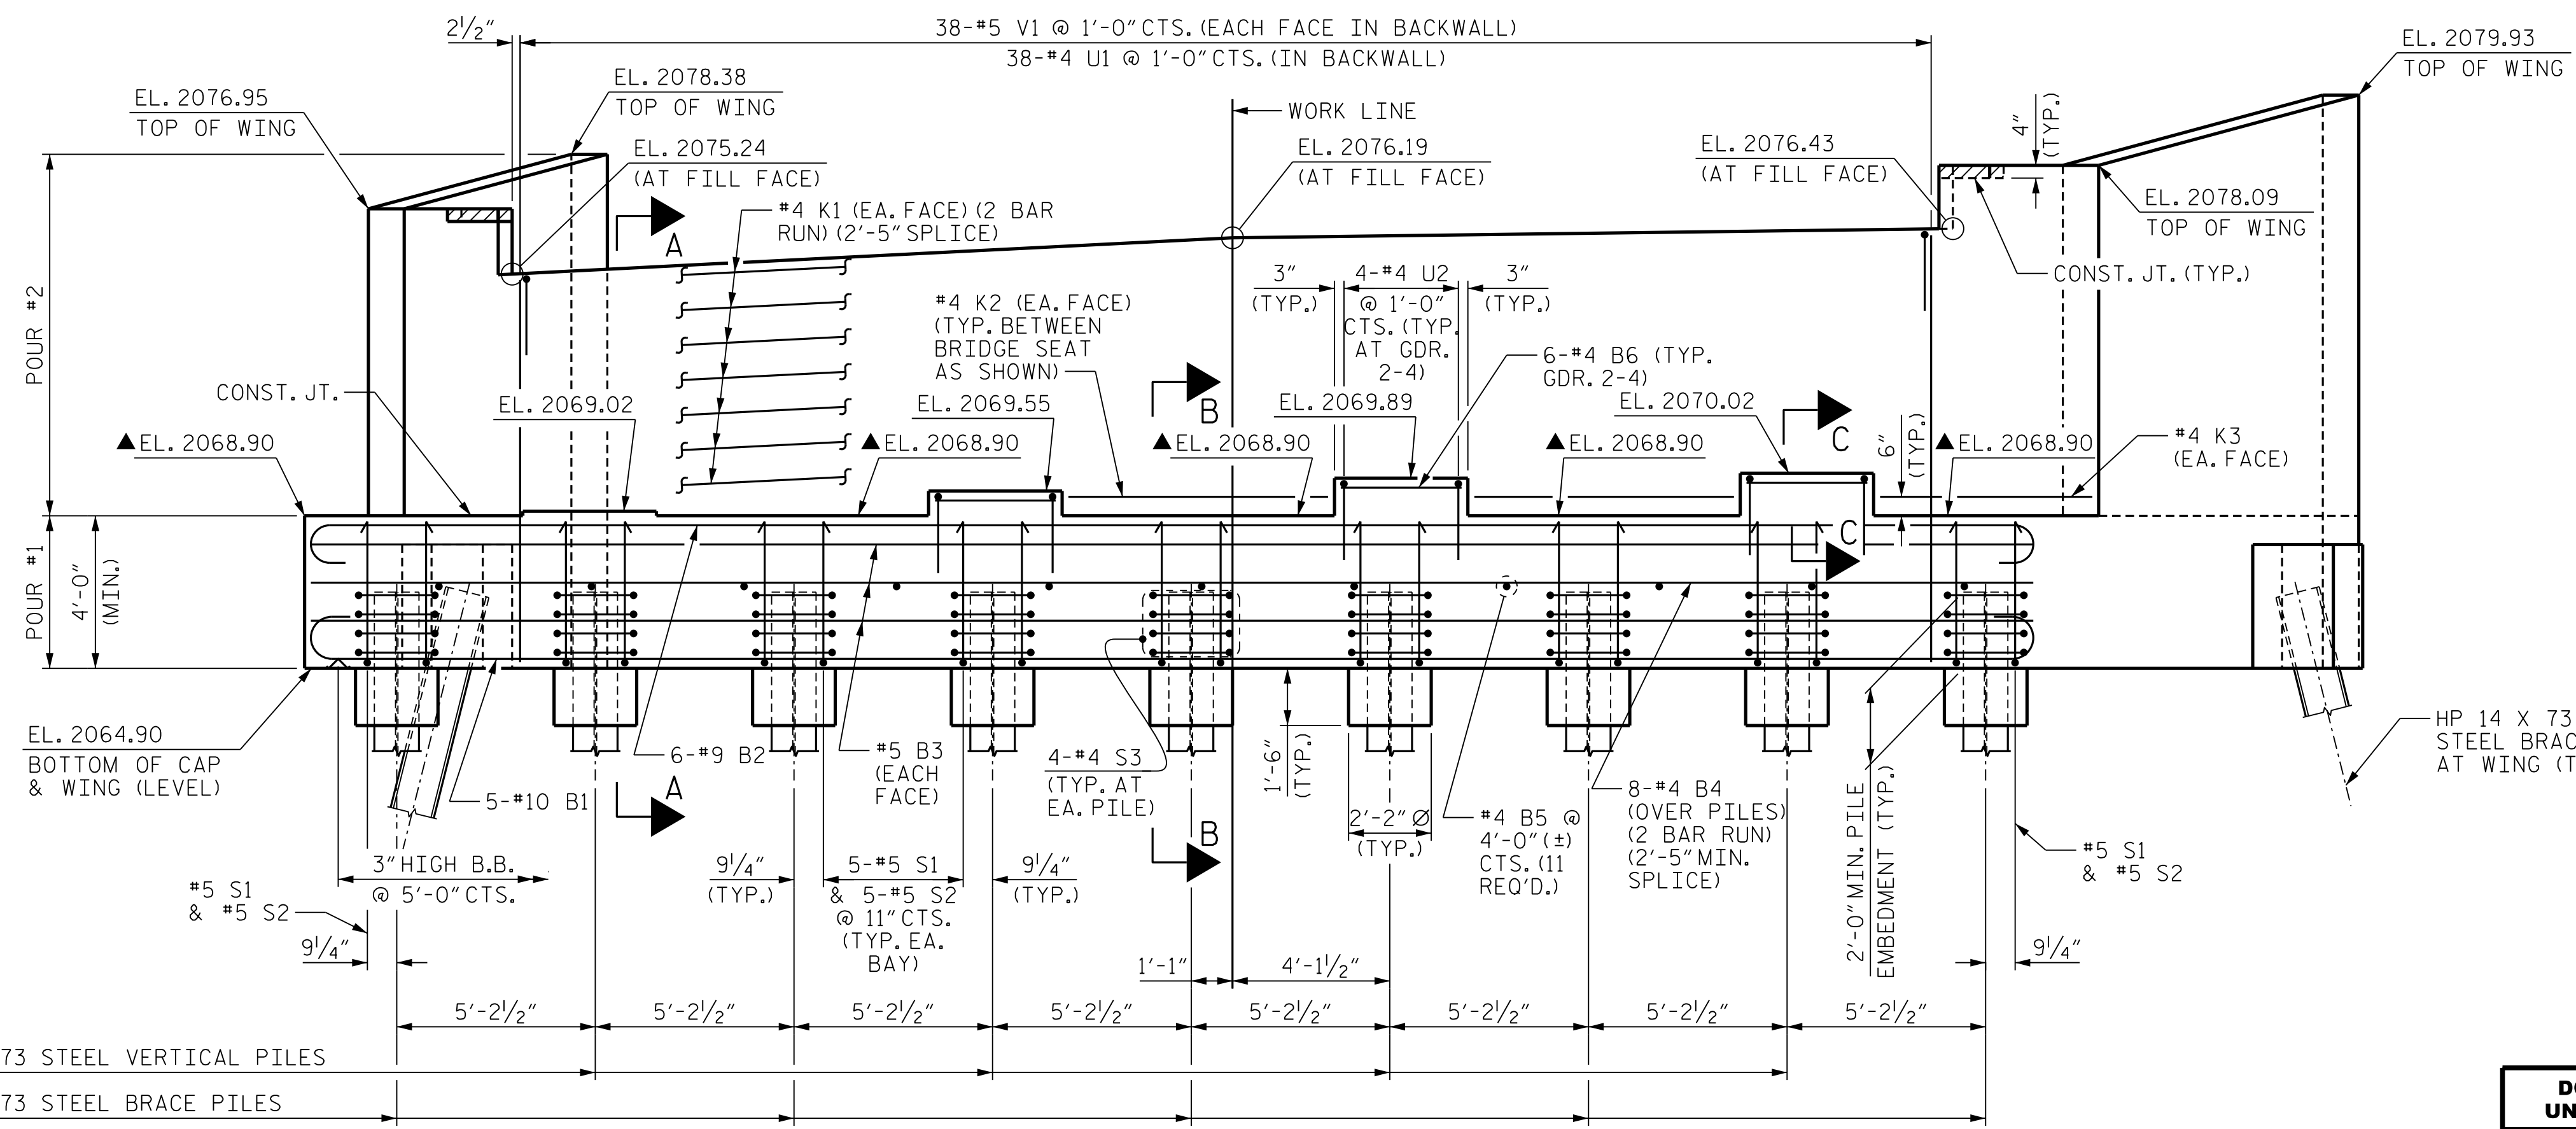 2½"
38-#5 V1 @ 1'-0" CTS. (EACH FACE IN BACKWALL)
38-#4 U1 @ 1'-0" CTS. (IN BACKWALL)
EL. 2079.93
TOP OF WING
EL. 2078.38
TOP OF WING
EL. 2076.95
TOP OF WING
WORK LINE
4"
(TYP.)
EL. 2075.24
(AT FILL FACE)
EL. 2076.19
(AT FILL FACE)
EL. 2076.43
(AT FILL FACE)
EL. 2078.09
TOP OF WING
#4 K1 (EA. FACE) (2 BAR
RUN) (2'-5" SPLICE)
A
CONST. JT. (TYP.)
POUR #2
#4 K2 (EA. FACE)
(TYP. BETWEEN
BRIDGE SEAT
AS SHOWN)
3"
(TYP.)
4-#4 U2
@ 1'-0"
CTS. (TYP.
AT GDR.
2-4)
3"
(TYP.)
6-#4 B6 (TYP.
GDR. 2-4)
CONST. JT.
EL. 2069.02
EL. 2069.55
B
EL. 2069.89
EL. 2070.02
C
▲ EL. 2068.90
▲ EL. 2068.90
▲ EL. 2068.90
▲ EL. 2068.90
6"
(TYP.)
▲ EL. 2068.90
#4 K3
(EA. FACE)
POUR #1
4'-0"
(MIN.)
C
EL. 2064.90
BOTTOM OF CAP
& WING (LEVEL)
6-#9 B2
#5 B3
(EACH
FACE)
5-#10 B1
A
4-#4 S3
(TYP. AT
EA. PILE)
B
1'-6"
(TYP.)
2'-2" Ø
(TYP.)
#4 B5 @
4'-0" (±)
CTS. (11
REQ'D.)
8-#4 B4
(OVER PILES)
(2 BAR RUN)
(2'-5" MIN.
SPLICE)
2'-0" MIN. PILE
EMBEDMENT (TYP.)
HP 14 X 73
STEEL BRAC
AT WING (T
3" HIGH B.B.
@ 5'-0" CTS.
#5 S1
& #5 S2
9¼"
9¼"
(TYP.)
5-#5 S1
& 5-#5 S2
@ 11" CTS.
(TYP. EA.
BAY)
9¼"
(TYP.)
#5 S1
& #5 S2
9¼"
1'-1"
4'-1½"
5'-2½"
5'-2½"
5'-2½"
5'-2½"
5'-2½"
5'-2½"
5'-2½"
5'-2½"
73 STEEL VERTICAL PILES
73 STEEL BRACE PILES
UN